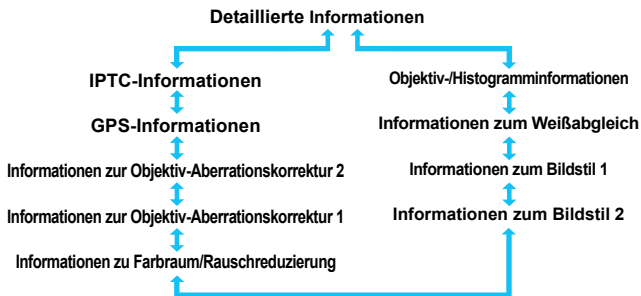 Detaillierte Informationen
IPTC-Informationen
Objektiv-/Histogramminformationen
GPS-Informationen
Informationen zum Weißabgleich
Informationen zur Objektiv-Aberrationskorrektur 2
Informationen zum Bildstil 1
Informationen zur Objektiv-Aberrationskorrektur 1
Informationen zum Bildstil 2
Informationen zu Farbraum/Rauschreduzierung